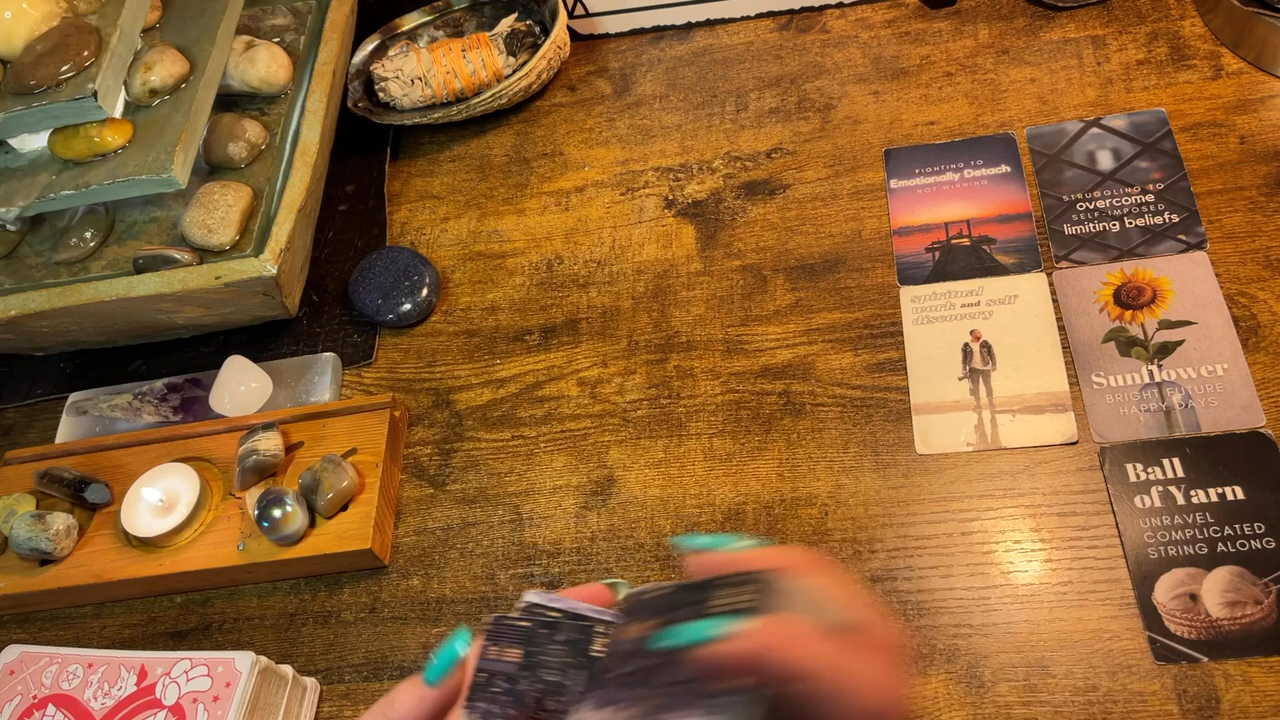 FIGHTING TO
Emotionally Detach
NOT WINNING
STRUGGLING TO
overcome
SELF-IMPOSED
limiting beliefs
spiritual
work and self
discovery
Sunflower
BRIGHT FUTURE
HAPPY DAYS
Ball
of Yarn
UNRAVEL
COMPLICATED
STRING ALONG